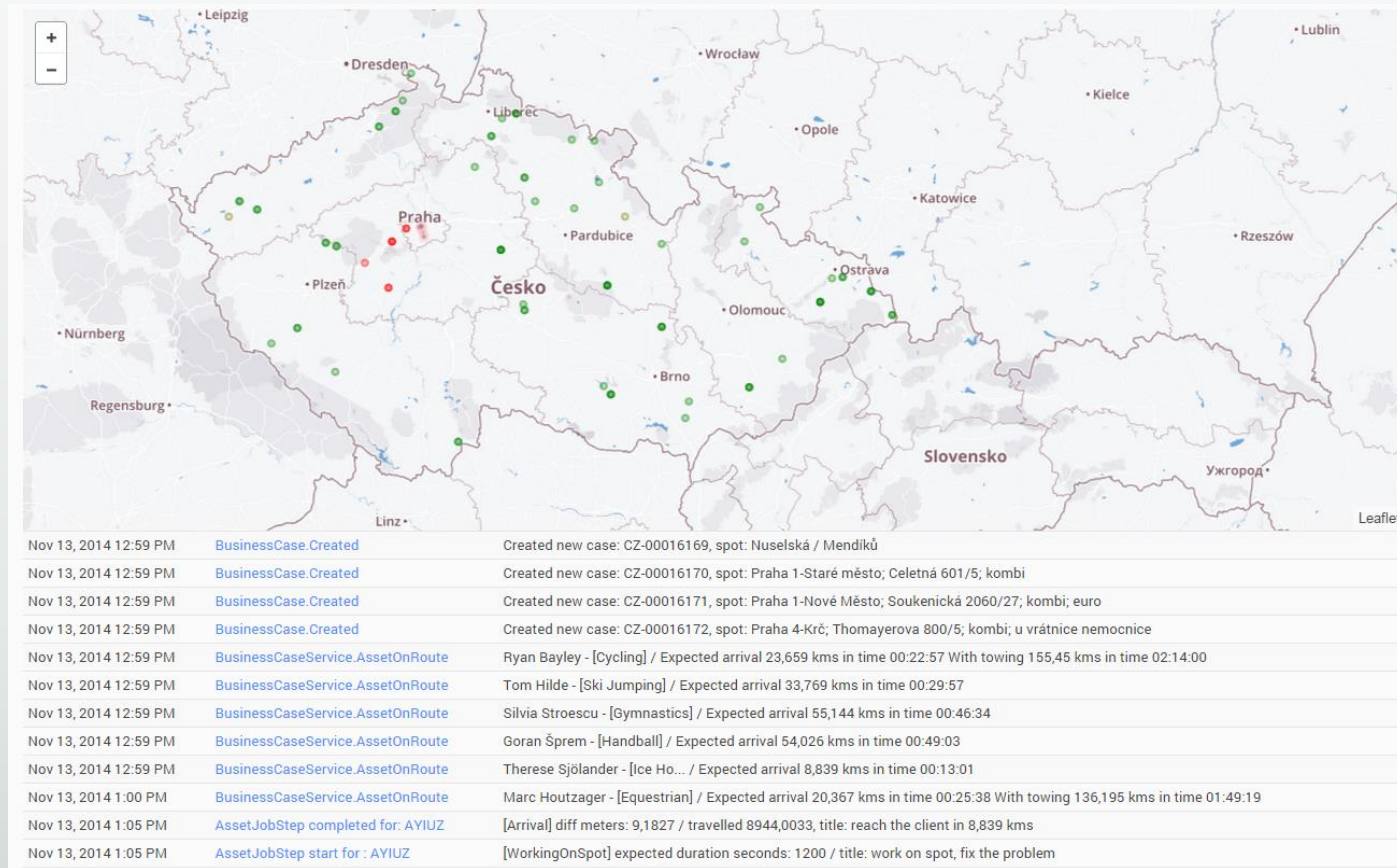 +
−
Leipzig
Lublin
Wrocław
Dresden
Kielce
Liberec
Opole
Katowice
Praha
Pardubice
Rzeszów
Ostrava
Plzeň
Česko
Olomouc
Nürnberg
Brno
Regensburg
Slovensko
Ужгород
Linz
Leafle
Nov 13, 2014 12:59 PM BusinessCase.Created Created new case: CZ-00016169, spot: Nuselská / Mendíků
Nov 13, 2014 12:59 PM BusinessCase.Created Created new case: CZ-00016170, spot: Praha 1-Staré město; Celetná 601/5; kombi
Nov 13, 2014 12:59 PM BusinessCase.Created Created new case: CZ-00016171, spot: Praha 1-Nové Město; Soukenická 2060/27; kombi; euro
Nov 13, 2014 12:59 PM BusinessCase.Created Created new case: CZ-00016172, spot: Praha 4-Krč; Thomayerova 800/5; kombi; u vrátnice nemocnice
Nov 13, 2014 12:59 PM BusinessCaseService.AssetOnRoute Ryan Bayley - [Cycling] / Expected arrival 23,659 kms in time 00:22:57 With towing 155,45 kms in time 02:14:00
Nov 13, 2014 12:59 PM BusinessCaseService.AssetOnRoute Tom Hilde - [Ski Jumping] / Expected arrival 33,769 kms in time 00:29:57
Nov 13, 2014 12:59 PM BusinessCaseService.AssetOnRoute Silvia Stroescu - [Gymnastics] / Expected arrival 55,144 kms in time 00:46:34
Nov 13, 2014 12:59 PM BusinessCaseService.AssetOnRoute Goran Šprem - [Handball] / Expected arrival 54,026 kms in time 00:49:03
Nov 13, 2014 12:59 PM BusinessCaseService.AssetOnRoute Therese Sjölander - [Ice Ho... / Expected arrival 8,839 kms in time 00:13:01
Nov 13, 2014 1:00 PM BusinessCaseService.AssetOnRoute Marc Houtzager - [Equestrian] / Expected arrival 20,367 kms in time 00:25:38 With towing 136,195 kms in time 01:49:19
Nov 13, 2014 1:05 PM AssetJobStep completed for: AYIUZ [Arrival] diff meters: 9,1827 / travelled 8944,0033, title: reach the client in 8,839 kms
Nov 13, 2014 1:05 PM AssetJobStep start for : AYIUZ [WorkingOnSpot] expected duration seconds: 1200 / title: work on spot, fix the problem